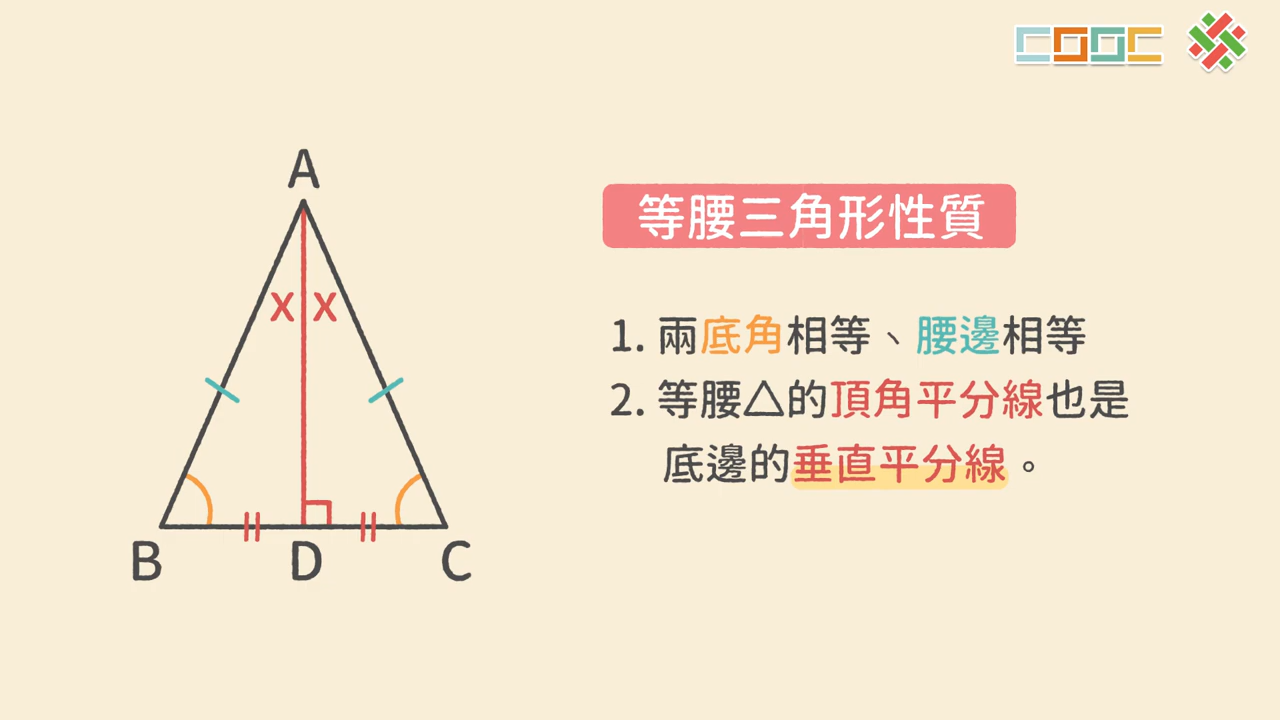 COOC
A
等腰三角形性質
x x
1. 兩底角相等、腰邊相等
2. 等腰△的頂角平分線也是
底邊的垂直平分線。
B D C